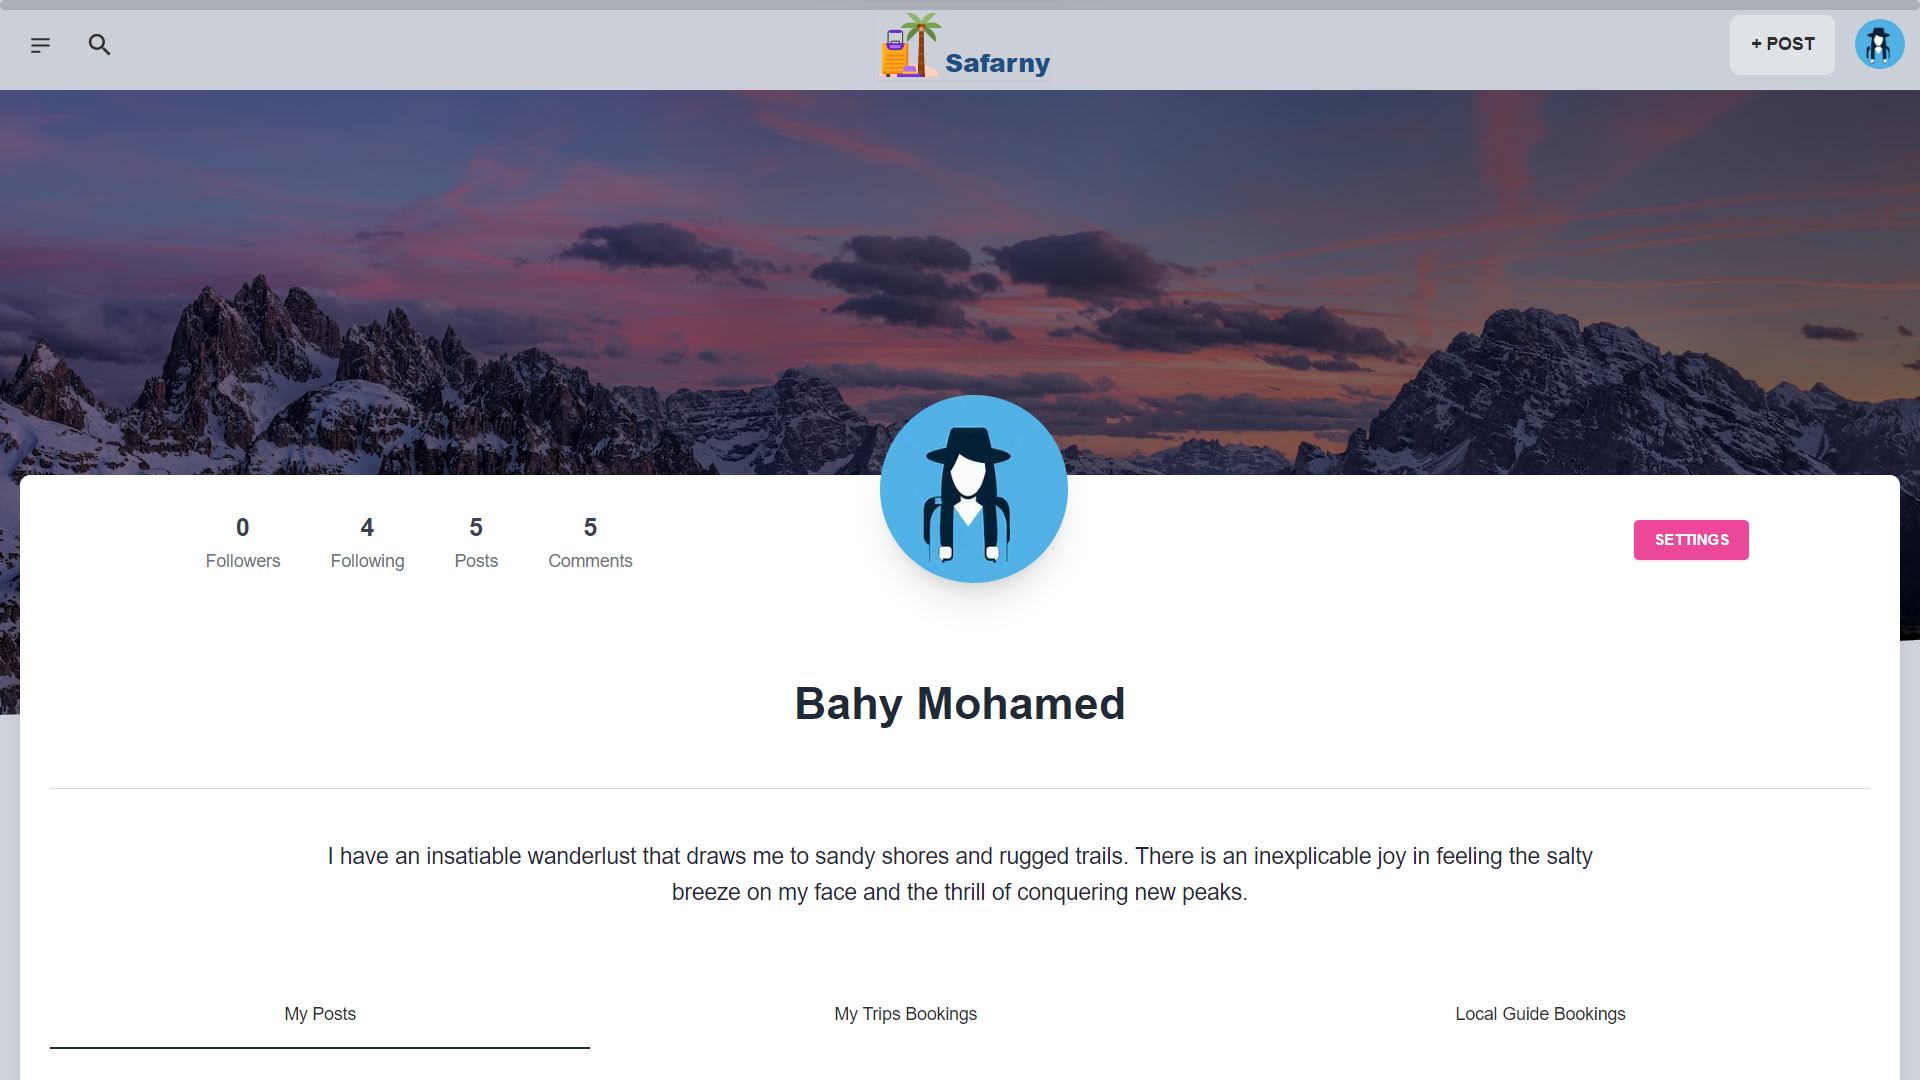 Safarny
+ POST
0
Followers
4
Following
5
Posts
5
Comments
SETTINGS
Bahy Mohamed
I have an insatiable wanderlust that draws me to sandy shores and rugged trails. There is an inexplicable joy in feeling the salty
breeze on my face and the thrill of conquering new peaks.
My Posts
My Trips Bookings
Local Guide Bookings